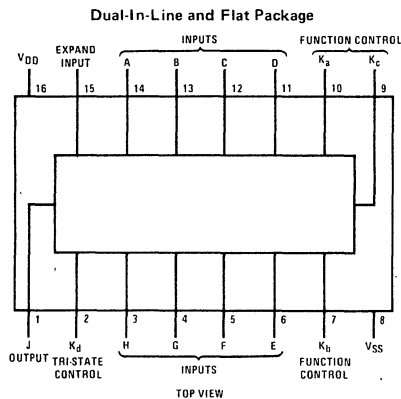 Dual-In-Line and Flat Package
INPUTS
FUNCTION CONTROL
VDD
EXPAND
INPUT
A B C D
Ka Kc
16 15 14 13 12 11 10 9
1 2 3 4 5 6 7 8
J
OUTPUT
Kd
TRI-STATE
CONTROL
H G F E
INPUTS
Kb
FUNCTION
CONTROL
VSS
TOP VIEW